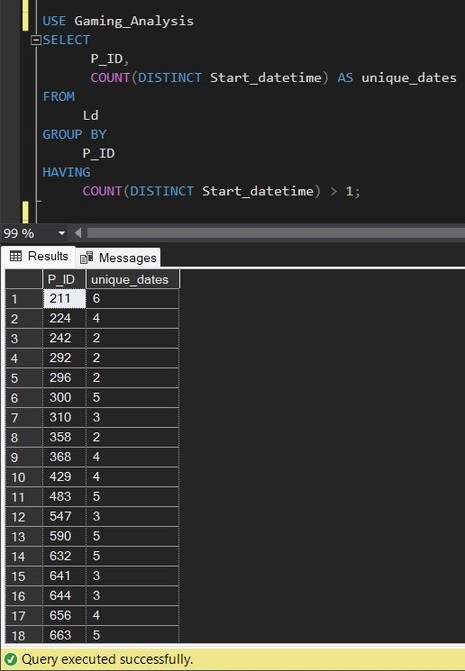 USE Gaming_Analysis
SELECT
P_ID,
COUNT(DISTINCT Start_datetime) AS unique_dates
FROM
Ld
GROUP BY
P_ID
HAVING
COUNT(DISTINCT Start_datetime) > 1;
99 %
Results Messages
P_ID unique_dates
1 211 6
2 224 4
3 242 2
4 292 2
5 296 2
6 300 5
7 310 3
8 358 2
9 368 4
10 429 4
11 483 5
12 547 3
13 590 5
14 632 5
15 641 3
16 644 3
17 656 4
18 663 5
Query executed successfully.